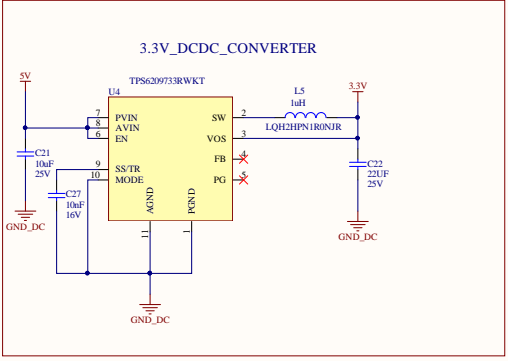 3.3V_DCDC_CONVERTER
5V
TPS6209733RWKT
U4
L5
1uH
LQH2HPN1R0NJR
3.3V
7 PVIN
8 AVIN
6 EN
9 SS/TR
10 MODE
SW 2
VOS 3
FB 4
PG 5
AGND 11
PGND 1
C21
10uF
25V
C27
10nF
16V
C22
22UF
25V
GND_DC
GND_DC
GND_DC